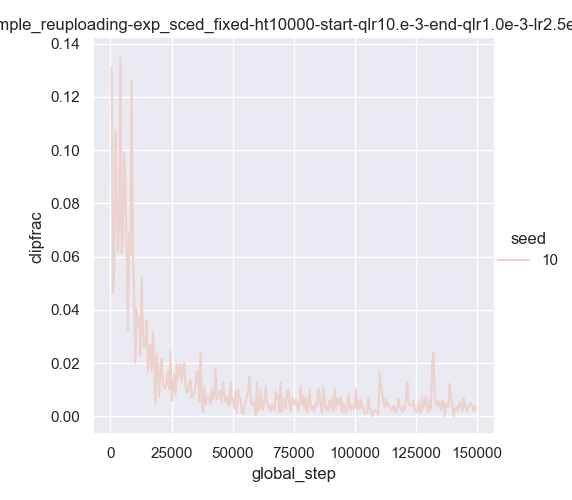 mple_reuploading-exp_sced_fixed-ht10000-start-qlr10.e-3-end-qlr1.0e-3-lr2.5e
0.14
0.12
0.10
0.08
0.06
0.04
0.02
0.00
clipfrac
0 25000 50000 75000 100000 125000 150000
global_step
seed
10